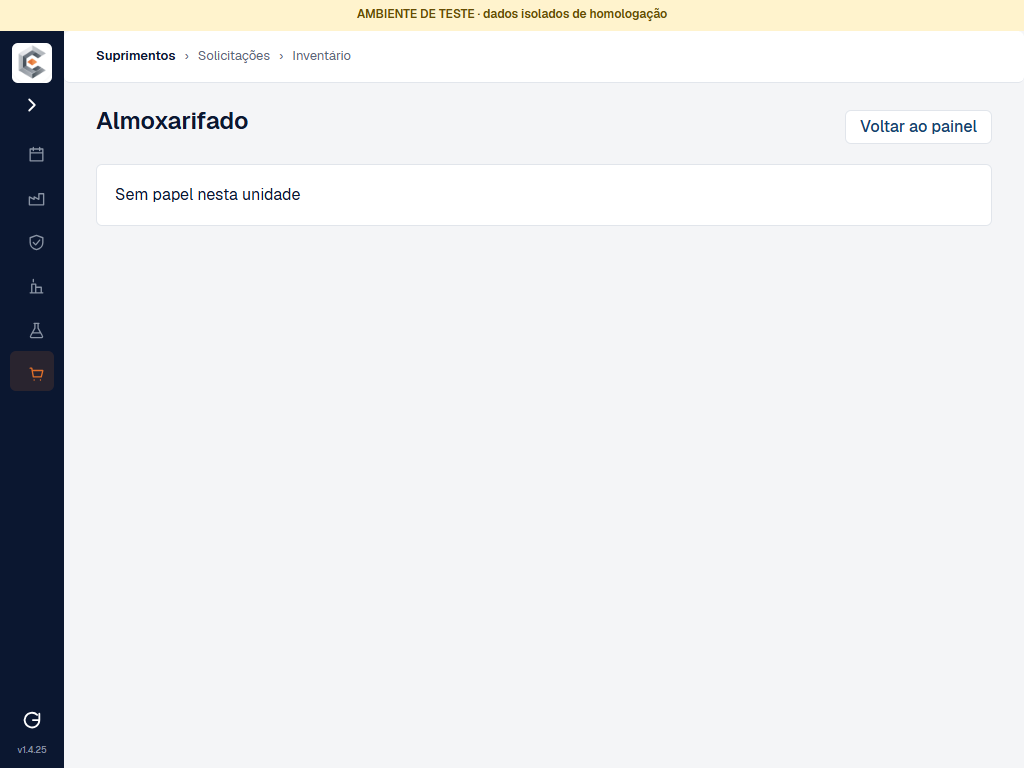 AMBIENTE DE TESTE · dados isolados de homologação
Suprimentos › Solicitações › Inventário
Almoxarifado
Voltar ao painel
Sem papel nesta unidade
v1.4.25